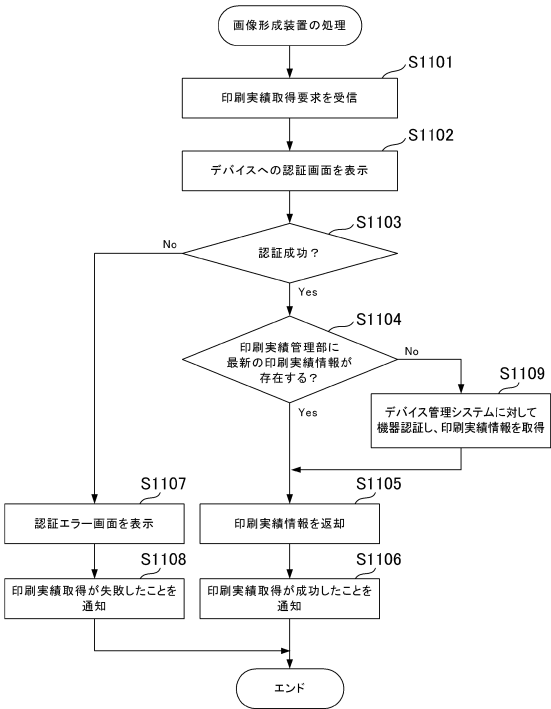 画像形成装置の処理
S1101
印刷実績取得要求を受信
S1102
デバイスへの認証画面を表示
S1103
認証成功？
No
Yes
S1104
印刷実績管理部に
最新の印刷実績情報が
存在する？
No
Yes
S1109
デバイス管理システムに対して
機器認証し、印刷実績情報を取得
S1107
認証エラー画面を表示
S1105
印刷実績情報を返却
S1108
印刷実績取得が失敗したことを
通知
S1106
印刷実績取得が成功したことを
通知
エンド